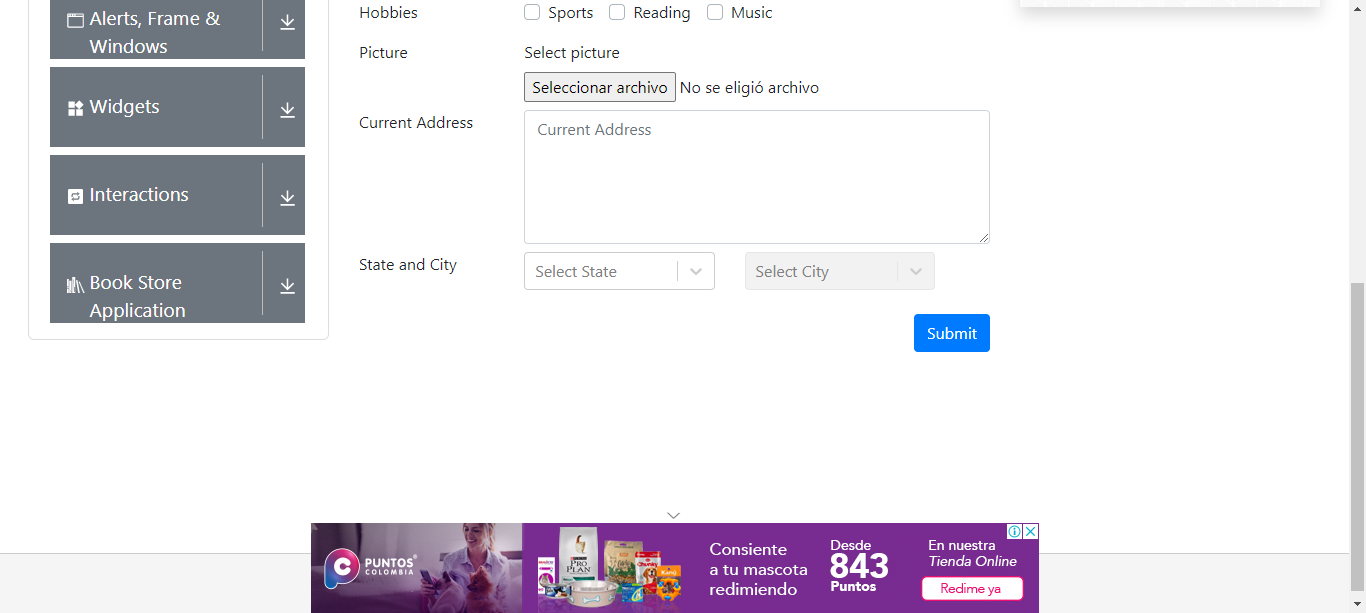 Alerts, Frame &
Windows
Widgets
Interactions
Book Store
Application
Hobbies
Sports
Reading
Music
Picture
Select picture
Seleccionar archivo No se eligió archivo
Current Address
Current Address
State and City
Select State
Select City
Submit
PUNTOS
COLOMBIA
PRO
PLAN
Consiente
a tu mascota
redimiendo
Desde
843
Puntos
En nuestra
Tienda Online
Redime ya